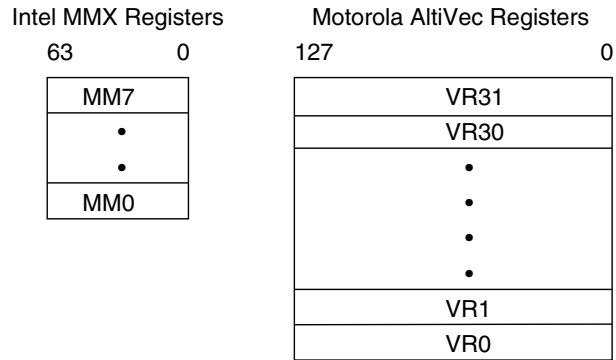 Intel MMX Registers
63 0
MM7
MM0
Motorola AltiVec Registers
127 0
VR31
VR30
VR1
VR0